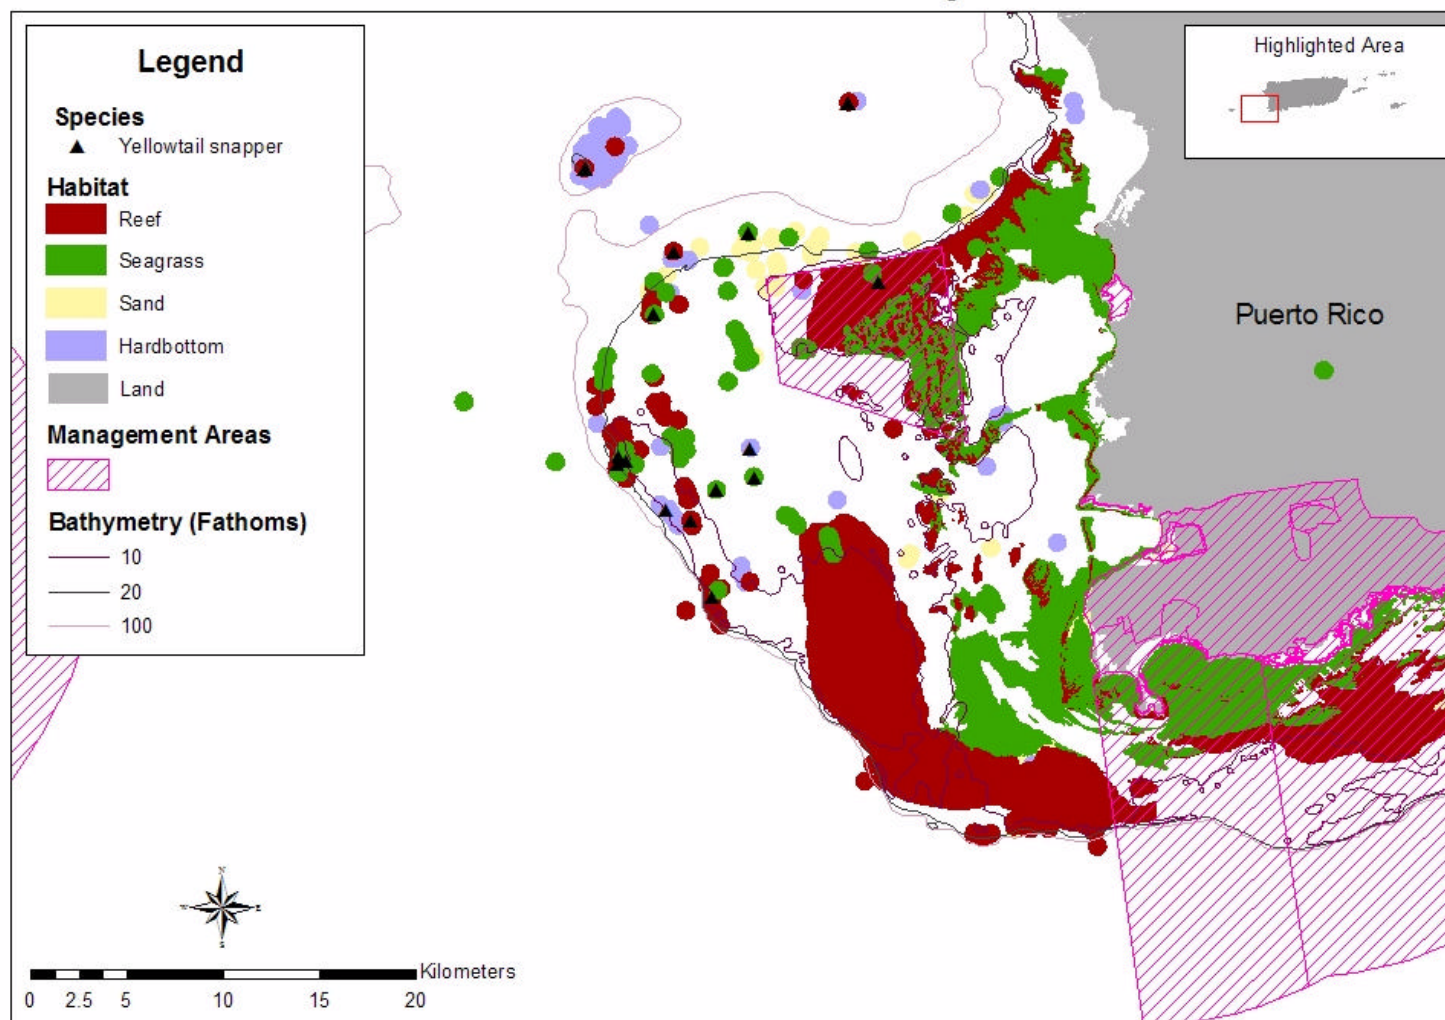 Legend
Species
Yellowtail snapper
Habitat
Reef
Seagrass
Sand
Hardbottom
Land
Management Areas
Bathymetry (Fathoms)
10
20
100
Highlighted Area
Puerto Rico
N
W E
S
Kilometers
0 2.5 5 10 15 20